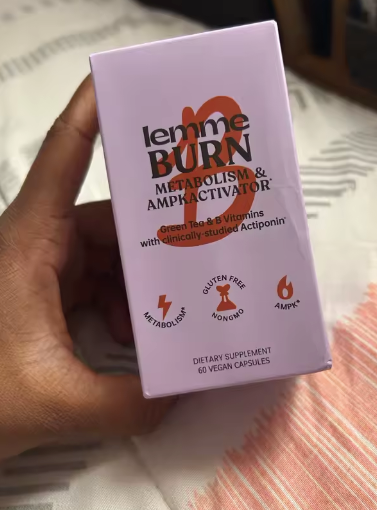 lemme
BURN
METABOLISM &
AMPKACTIVATOR*
Green Tea & B Vitamins
with clinically-studied Actiponin*
METABOLISM*
GLUTEN FREE
NONGMO
AMPK*
DIETARY SUPPLEMENT
60 VEGAN CAPSULES